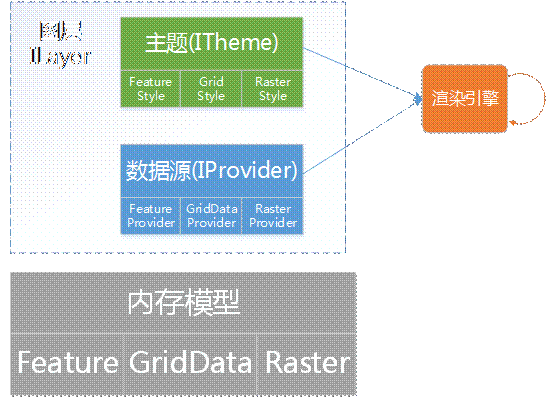 图层
ILayer
主题(ITheme)
Feature
Style
Grid
Style
Raster
Style
渲染引擎
数据源(IProvider)
Feature
Provider
GridData
Provider
Raster
Provider
内存模型
Feature
GridData
Raster